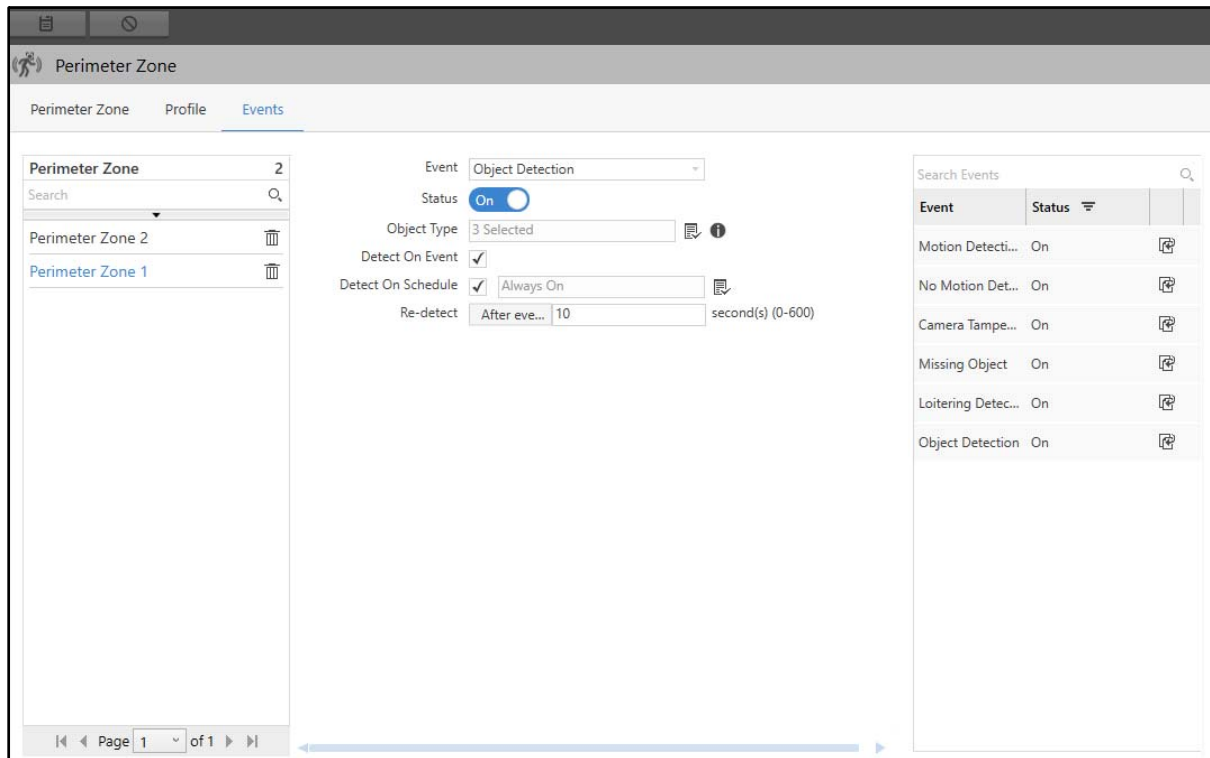 Perimeter Zone
Perimeter Zone Profile Events
Perimeter Zone 2
Search
Perimeter Zone 2
Perimeter Zone 1
Page 1 of 1
Event Object Detection
Status On
Object Type 3 Selected
Detect On Event
Detect On Schedule Always On
Re-detect After eve... 10 second(s) (0-600)
Search Events
Event Status
Motion Detecti... On
No Motion Det... On
Camera Tampe... On
Missing Object On
Loitering Detec... On
Object Detection On